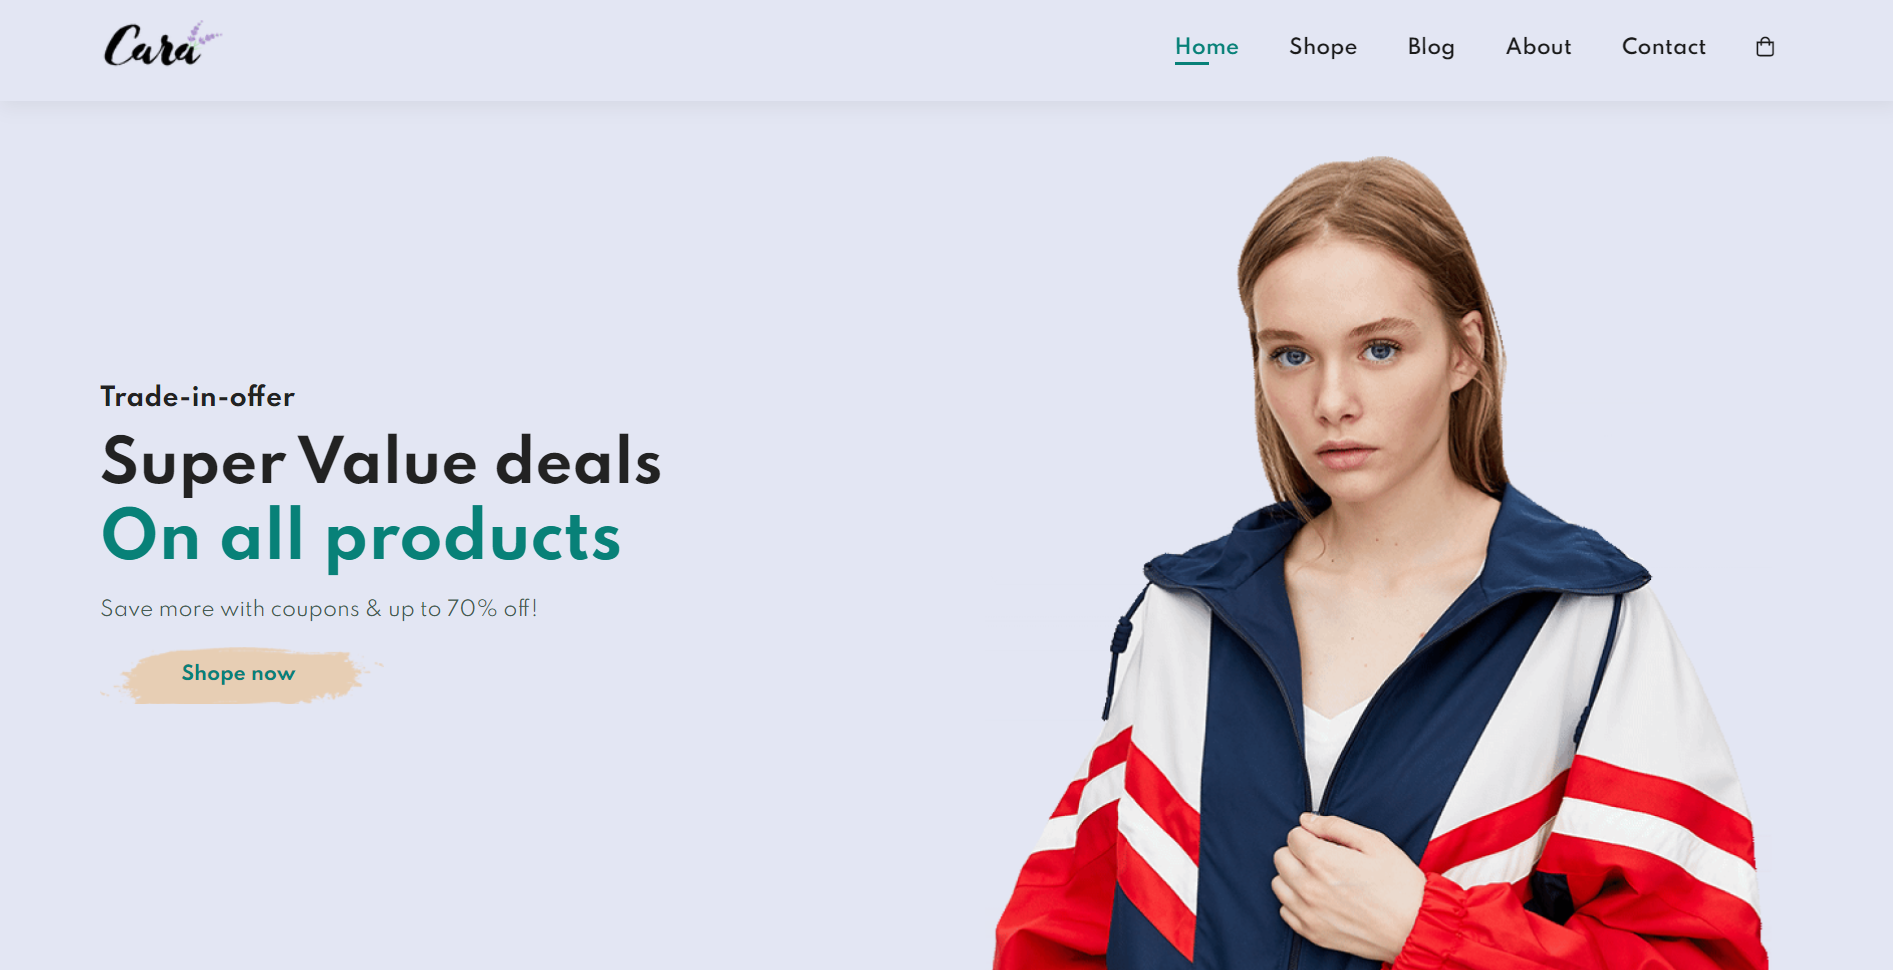 Cara
Home Shope Blog About Contact
Trade-in-offer
Super Value deals
On all products
Save more with coupons & up to 70% off!
Shope now